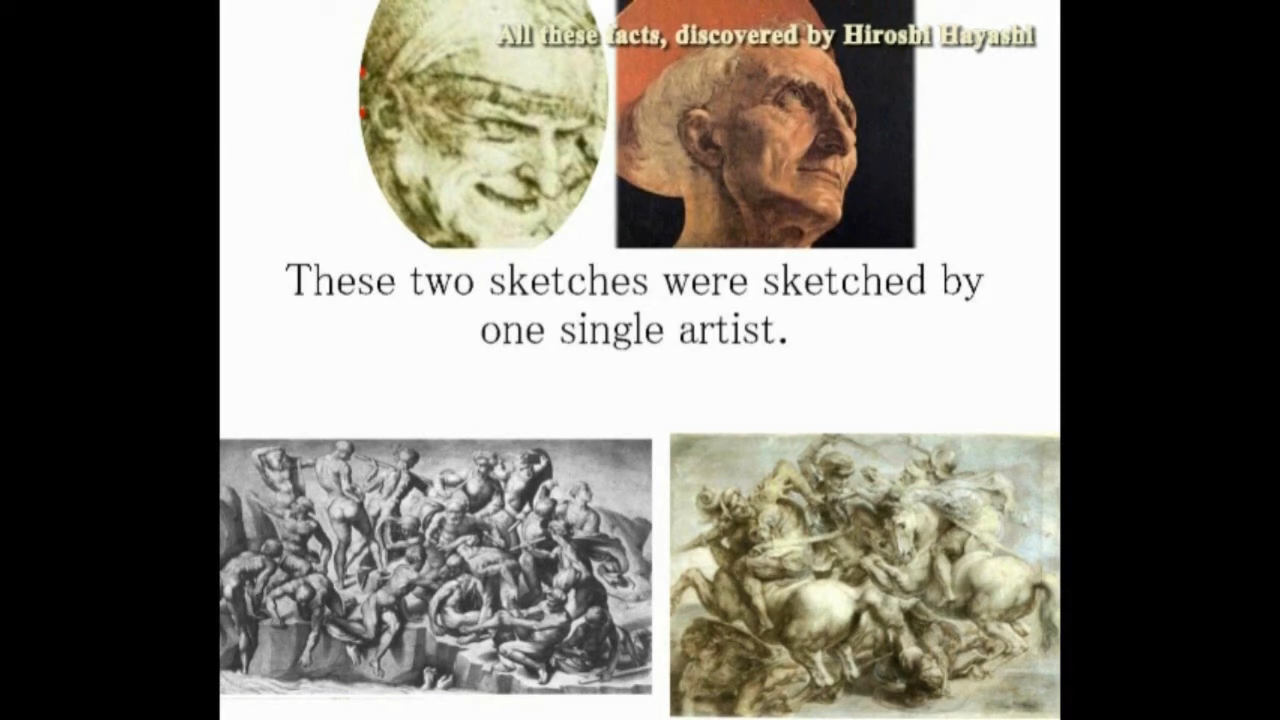 All these facts, discovered by Hiroshi Hayashi
These two sketches were sketched by
one single artist.